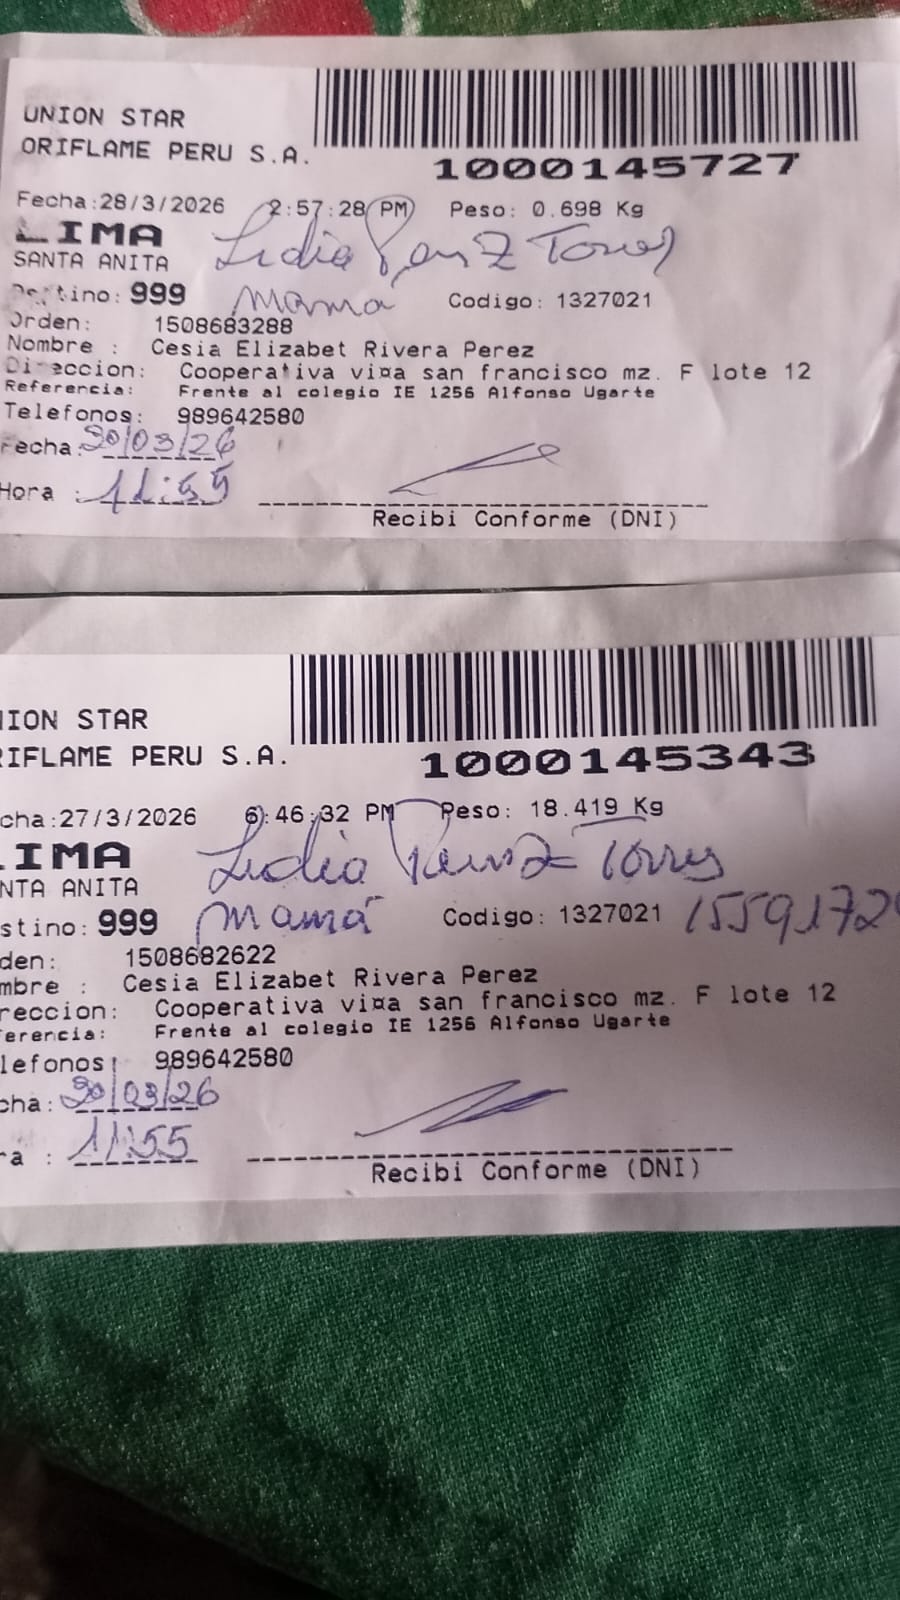 UNION STAR
ORIFLAME PERU S.A.
1000145727
Fecha:28/3/2026 2:57:28 PM Peso: 0.698 Kg
LIMA
SANTA ANITA
Lidia Perez Torres
Destino: 999 Mama Codigo: 1327021
Orden: 1508683288
Nombre : Cesia Elizabet Rivera Perez
Direccion: Cooperativa viña san francisco mz. F lote 12
Referencia: Frente al colegio IE 1256 Alfonso Ugarte
Telefonos: 989642580
Fecha: 30/03/26
Hora : 11:55
Recibi Conforme (DNI)
NION STAR
RIFLAME PERU S.A.
1000145343
cha:27/3/2026 6:46:32 PM Peso: 18.419 Kg
LIMA
NTA ANITA
Lidia Perez Torres
stino: 999 Mamá Codigo: 1327021 1559172
den: 1508682622
mbre : Cesia Elizabet Rivera Perez
reccion: Cooperativa viña san francisco mz. F lote 12
erencia: Frente al colegio IE 1256 Alfonso Ugarte
lefonos: 989642580
cha: 30/03/26
ra : 11:55
Recibi Conforme (DNI)